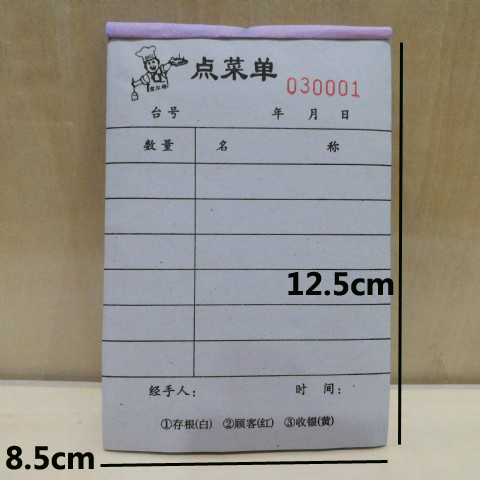 点菜单 030001
台号 年 月 日
数量 名 称
12.5cm
经手人： 时 间：
①存根(白) ②顾客(红) ③收银(黄)
8.5cm